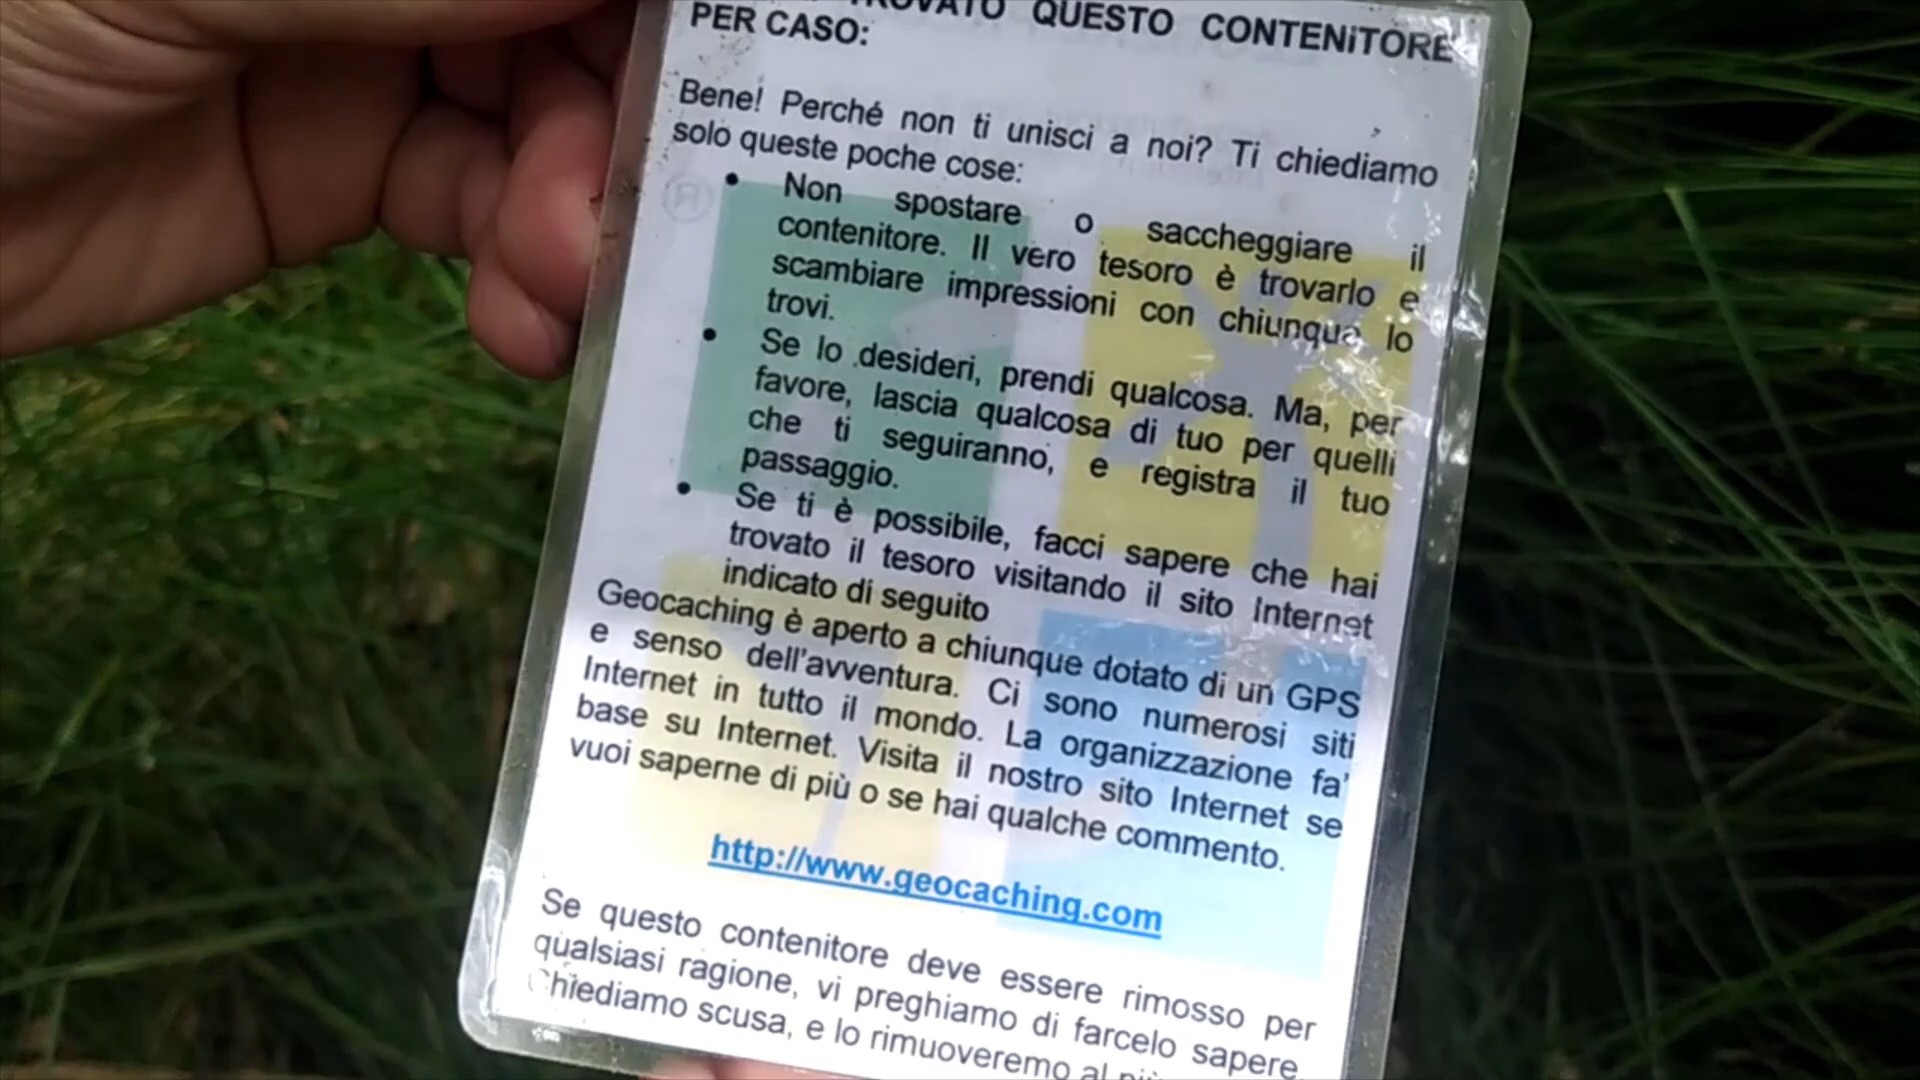 TROVATO QUESTO CONTENiTORE
PER CASO:
Bene! Perché non ti unisci a noi? Ti chiediamo
solo queste poche cose:
• Non spostare o saccheggiare il
contenitore. Il vero tesoro è trovarlo e
scambiare impressioni con chiunque lo
trovi.
• Se lo desideri, prendi qualcosa. Ma, per
favore, lascia qualcosa di tuo per quelli
che ti seguiranno, e registra il tuo
passaggio.
• Se ti è possibile, facci sapere che hai
trovato il tesoro visitando il sito Internet
indicato di seguito
Geocaching è aperto a chiunque dotato di un GPS
e senso dell'avventura. Ci sono numerosi siti
Internet in tutto il mondo. La organizzazione fa'
base su Internet. Visita il nostro sito Internet se
vuoi saperne di più o se hai qualche commento.
http://www.geocaching.com
Se questo contenitore deve essere rimosso per
qualsiasi ragione, vi preghiamo di farcelo sapere.
Chiediamo scusa, e lo rimuoveremo al più